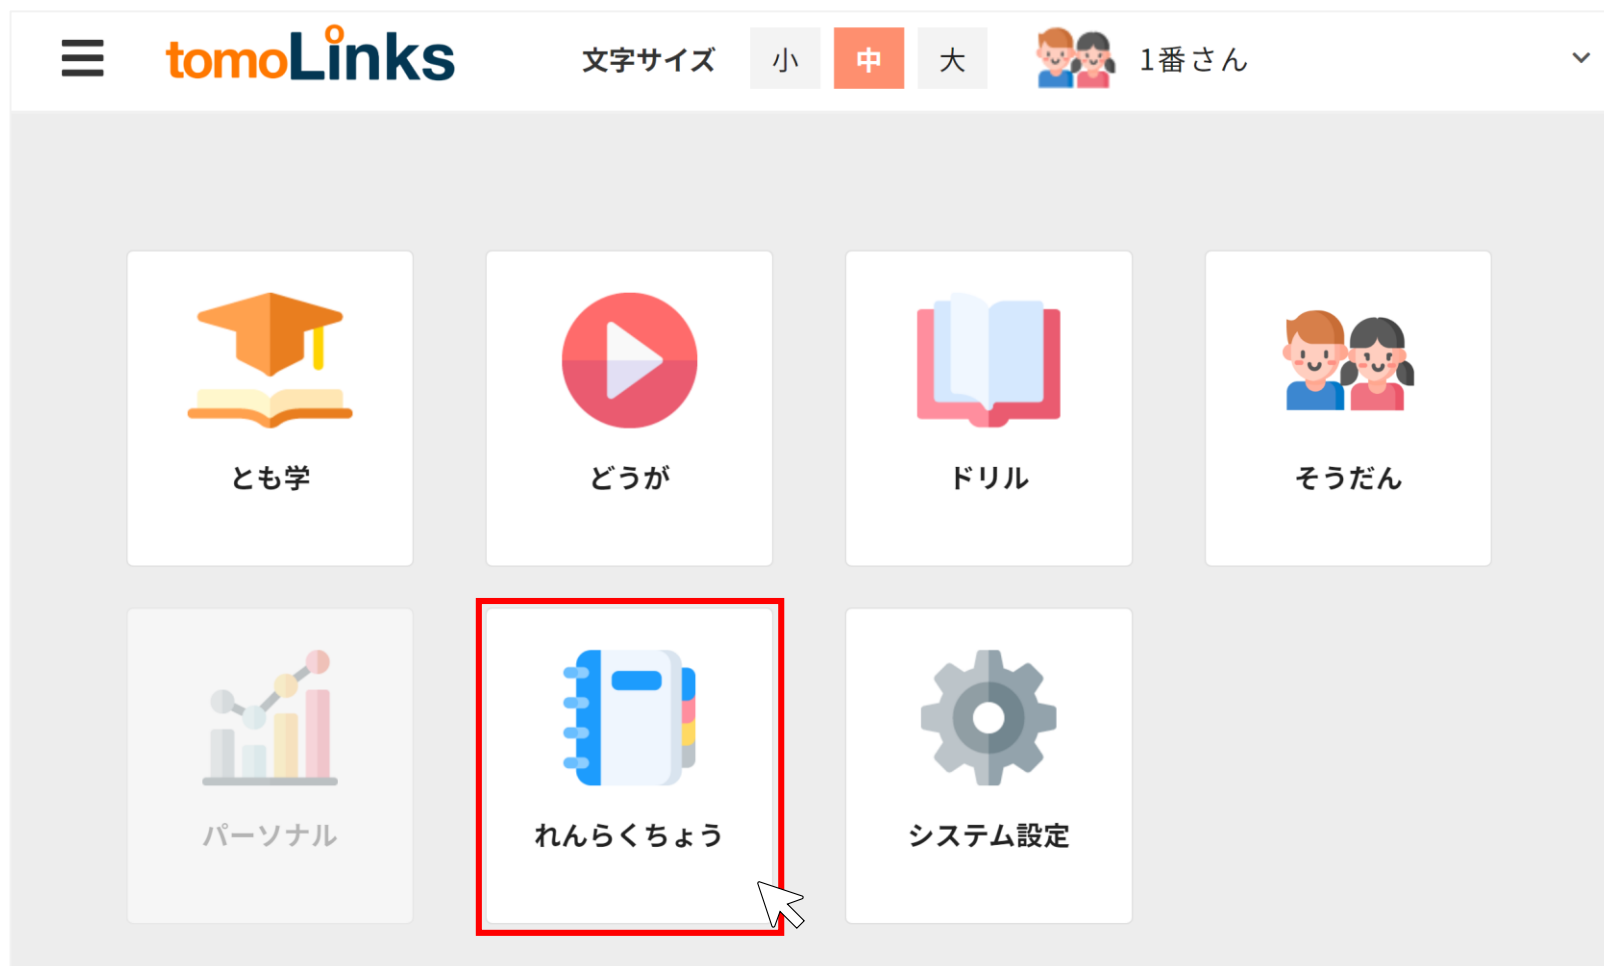 tomoLinks 文字サイズ 小 中 大 1番さん
とも学 どうが ドリル そうだん
パーソナル れんらくちょう システム設定